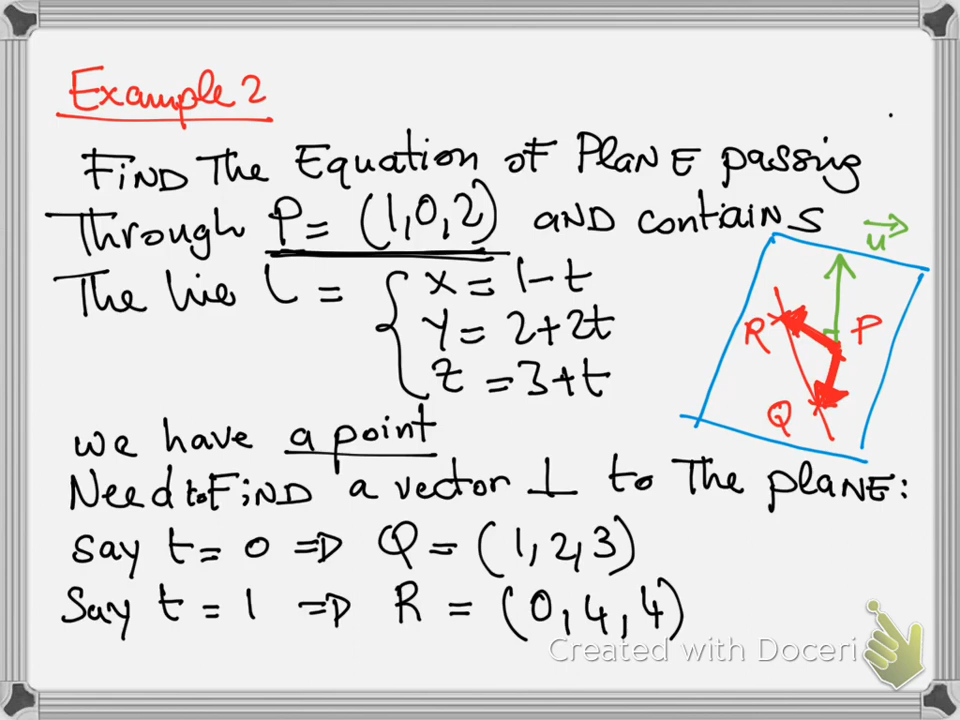 Example 2
FIND THE Equation of PLANE passing
Through P = (1,0,2) AND contains
The line L = { x = 1-t
y = 2+2t
z = 3+t
u
R
P
Q
we have a point
Need to FIND a vector ⊥ to The plane:
say t = 0 ⇒ Q = (1,2,3)
Say t = 1 ⇒ R = (0,4,4)
Created with Doceri